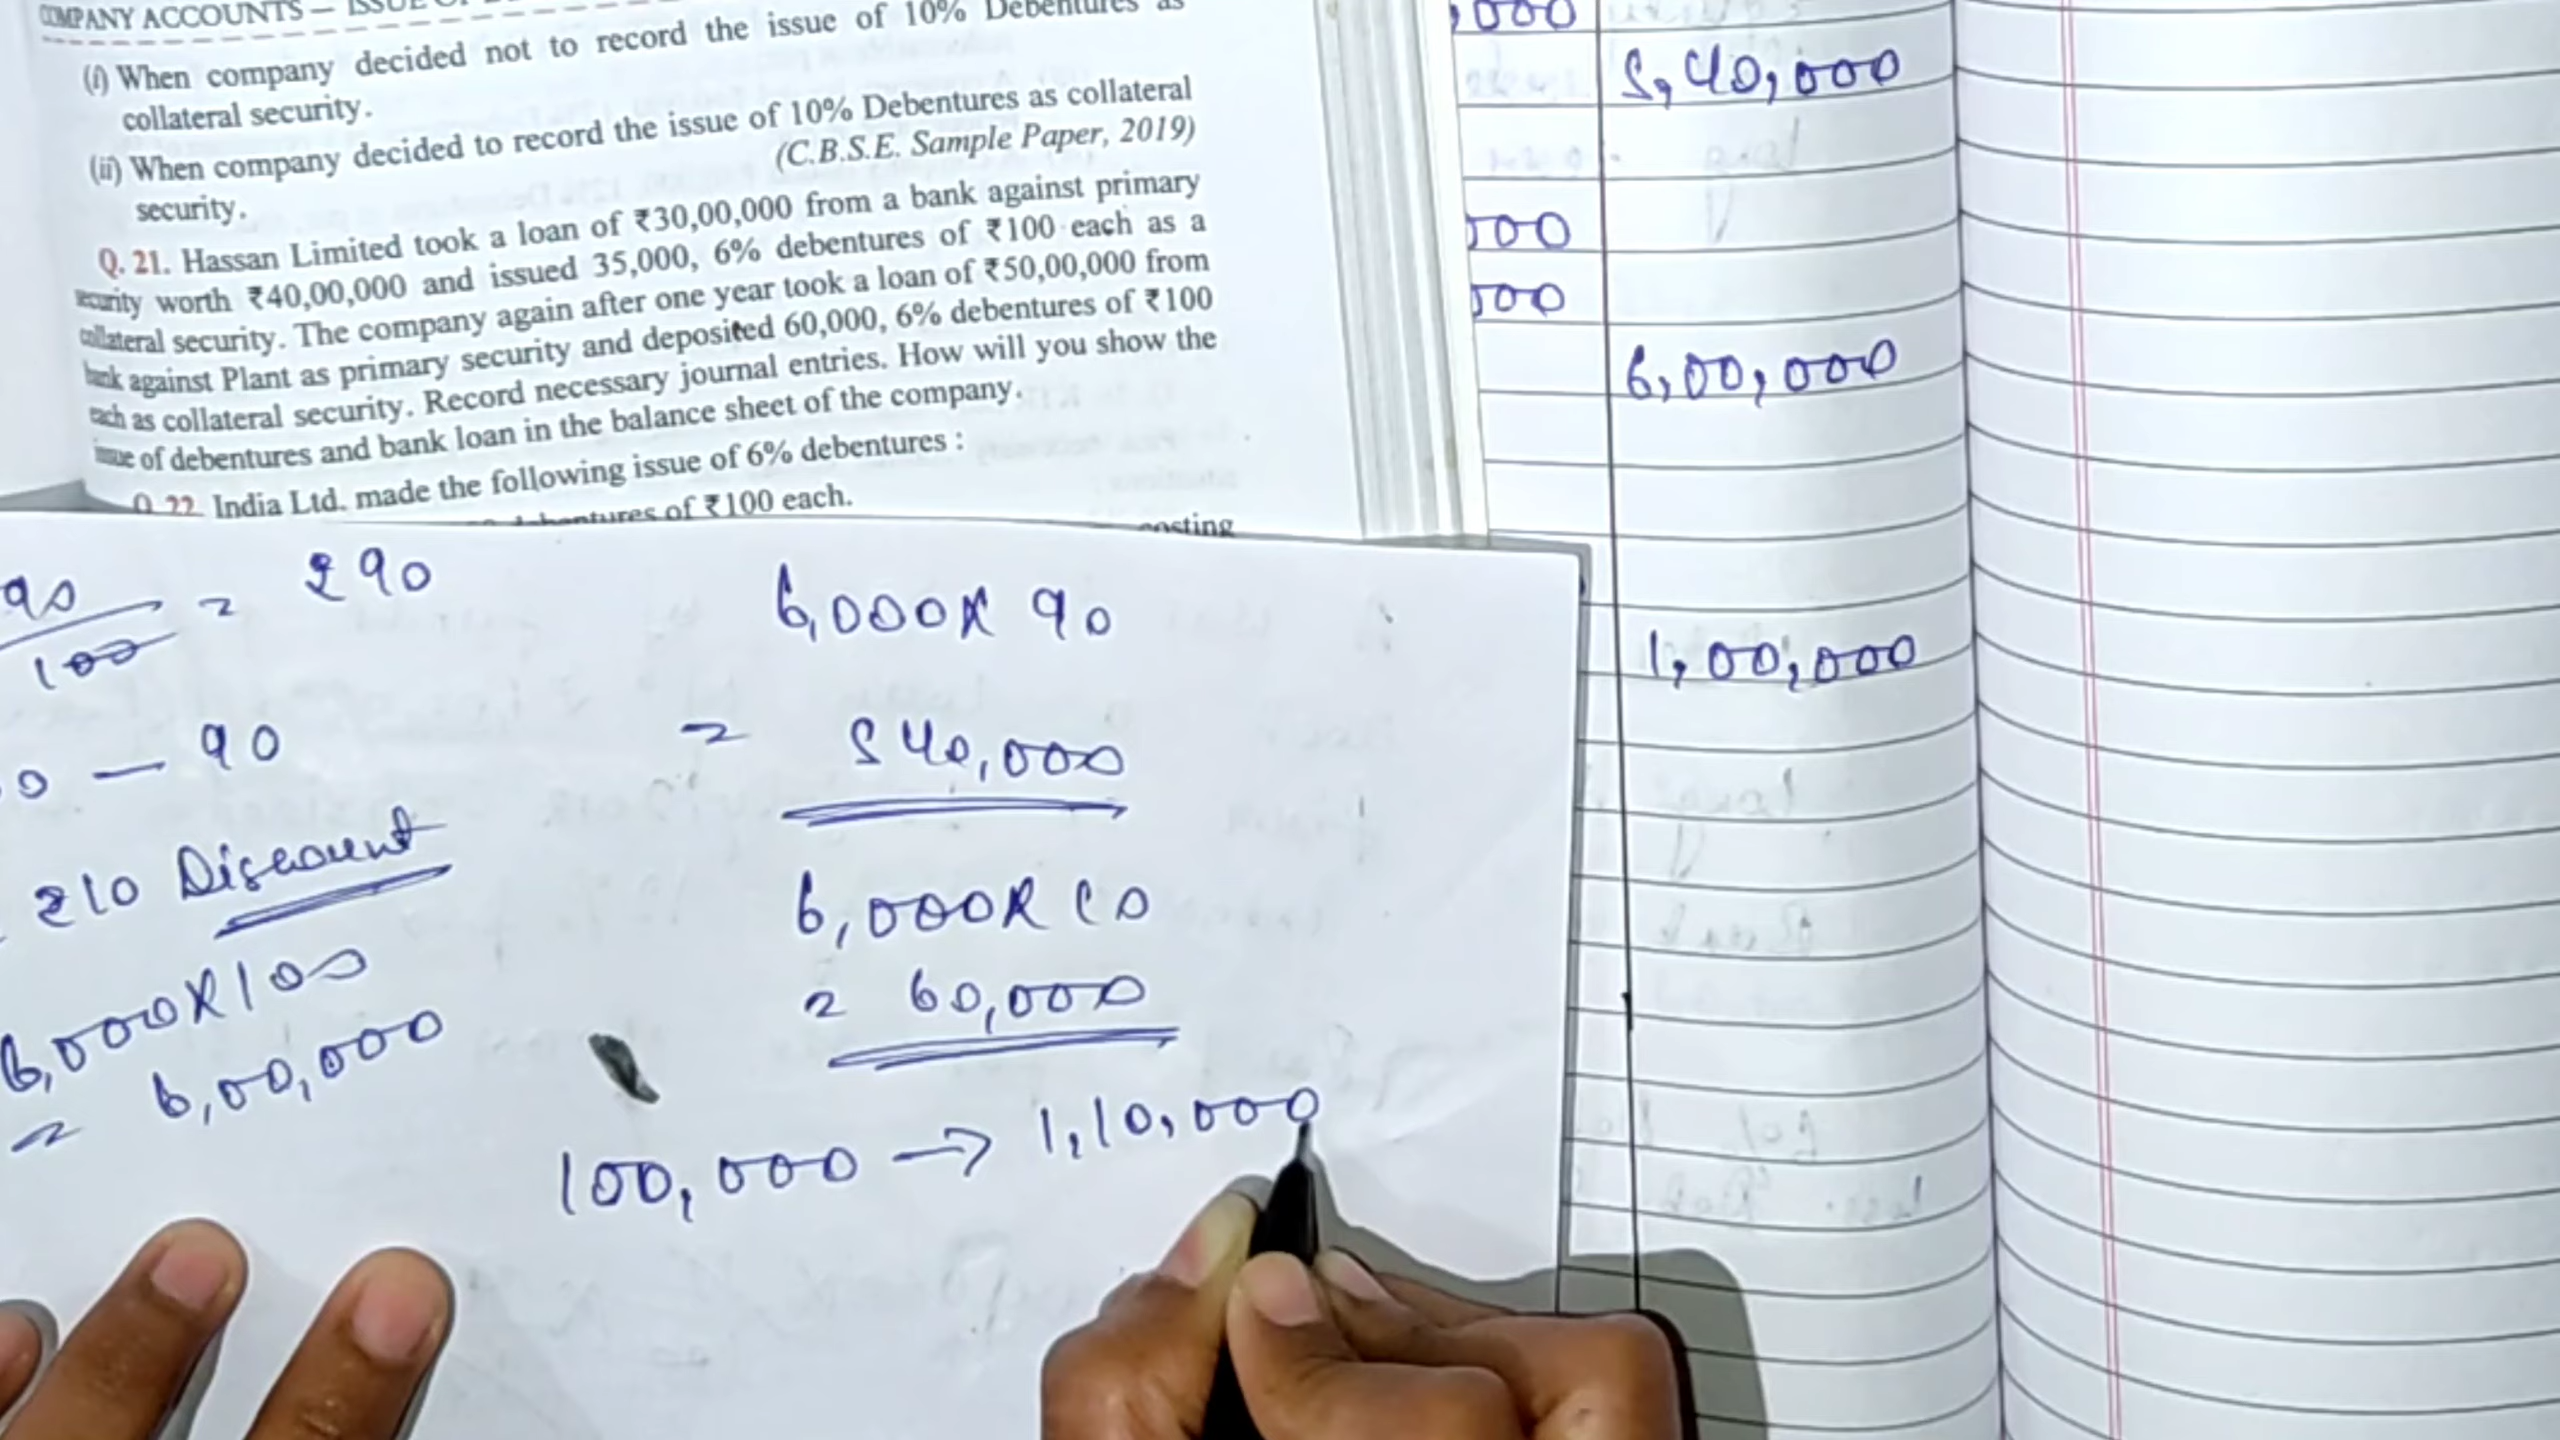 COMPANY ACCOUNTS — ISSUE OF
(i) When company decided not to record the issue of 10% Debentures as
collateral security.
(ii) When company decided to record the issue of 10% Debentures as collateral
security.
(C.B.S.E. Sample Paper, 2019)
Q. 21. Hassan Limited took a loan of ₹30,00,000 from a bank against primary
security worth ₹40,00,000 and issued 35,000, 6% debentures of ₹100 each as a
collateral security. The company again after one year took a loan of ₹50,00,000 from
bank against Plant as primary security and deposited 60,000, 6% debentures of ₹100
each as collateral security. Record necessary journal entries. How will you show the
issue of debentures and bank loan in the balance sheet of the company.
Q. 22. India Ltd. made the following issue of 6% debentures :
debentures of ₹100 each.
costing
90
100
= ₹90
0 — 90
₹10 Discount
6,000X100
= 6,00,000
6,000X 90
= 540,000
6,000X10
= 60,000
100,000 → 1,10,000
,000
5,40,000
000
000
6,00,000
1,00,000